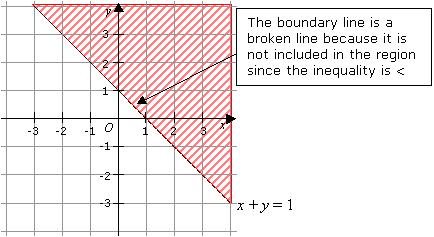 y
The boundary line is a
broken line because it is
not included in the region
since the inequality is <
3
2
1
-3 -2 -1 O 1 2 3 x
-1
-2
-3
x + y = 1